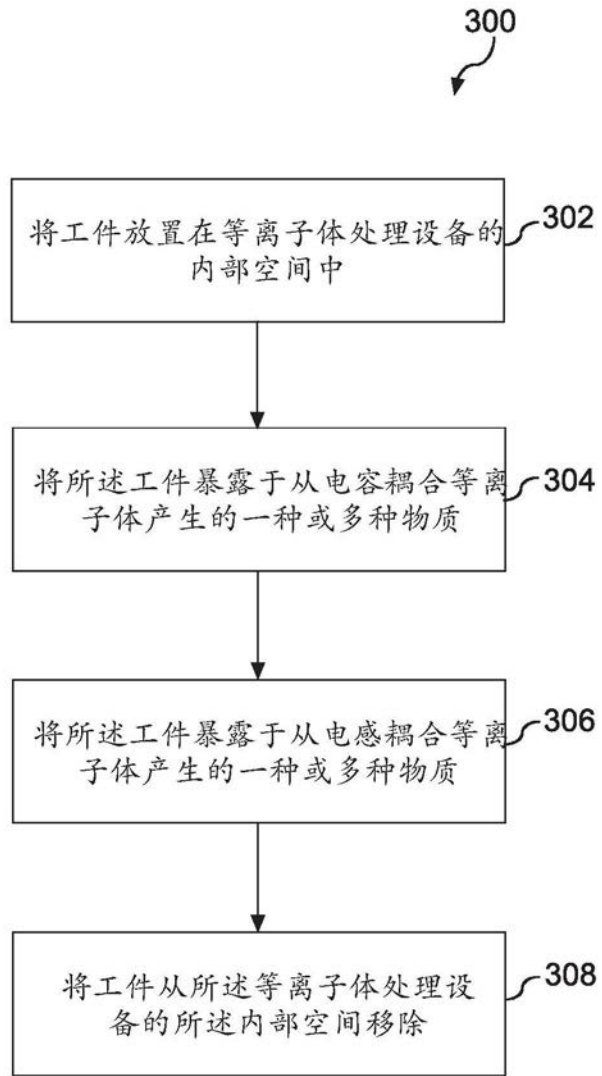 300
将工件放置在等离子体处理设备的
内部空间中
302
将所述工件暴露于从电容耦合等离
子体产生的一种或多种物质
304
将所述工件暴露于从电感耦合等离
子体产生的一种或多种物质
306
将工件从所述等离子体处理设
备的所述内部空间移除
308